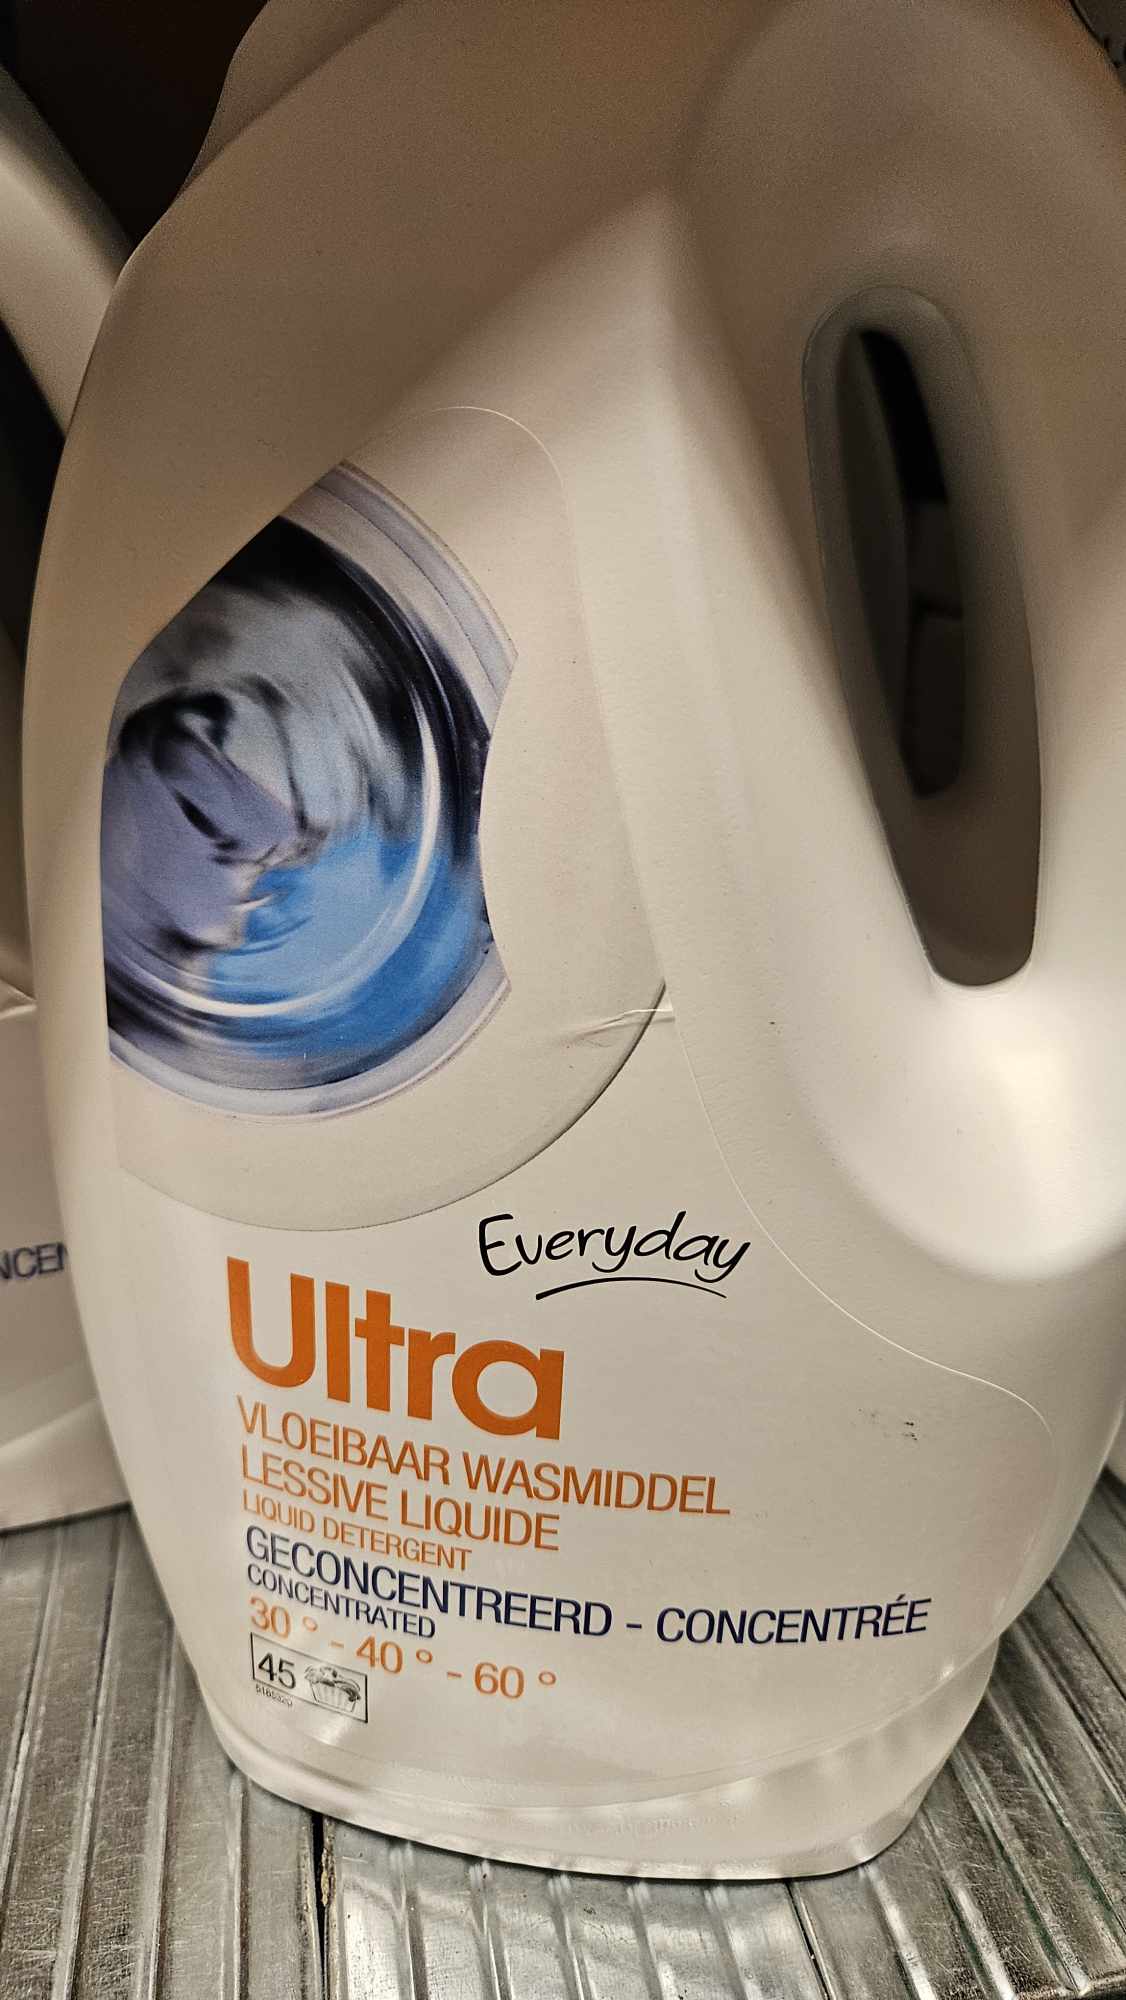 Everyday
Ultra
VLOEIBAAR WASMIDDEL
LESSIVE LIQUIDE
LIQUID DETERGENT
GECONCENTREERD - CONCENTRÉE
CONCENTRATED
30 ° - 40 ° - 60 °
45
NCEN